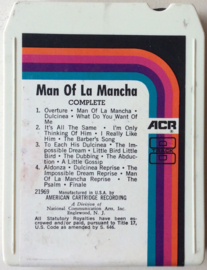 Man Of La Mancha
COMPLETE
1. Overture • Man Of La Mancha •
Dulcinea • What Do You Want Of
Me
2. It's All The Same • I'm Only
Thinking Of Him • I Really Like
Him • The Barber's Song
3. To Each His Dulcinea • The Im-
possible Dream • Little Bird Little
Bird • The Dubbing • The Abduc-
tion • A Little Gossip
4. Aldonza • Dulcinea Reprise • The
Impossible Dream Reprise • Man
Of La Mancha Reprise • The
Psalm • Finale
ACR
8
TRACK
21969 Manufactured in U.S.A. by
AMERICAN CARTRIDGE RECORDING
A Division of
National Communication Arts, Inc.
Englewood, N. J.
All Statutory Royalties have been
assessed and/or paid, pursuant to Title 17,
U.S. Code as amended by S. 646.